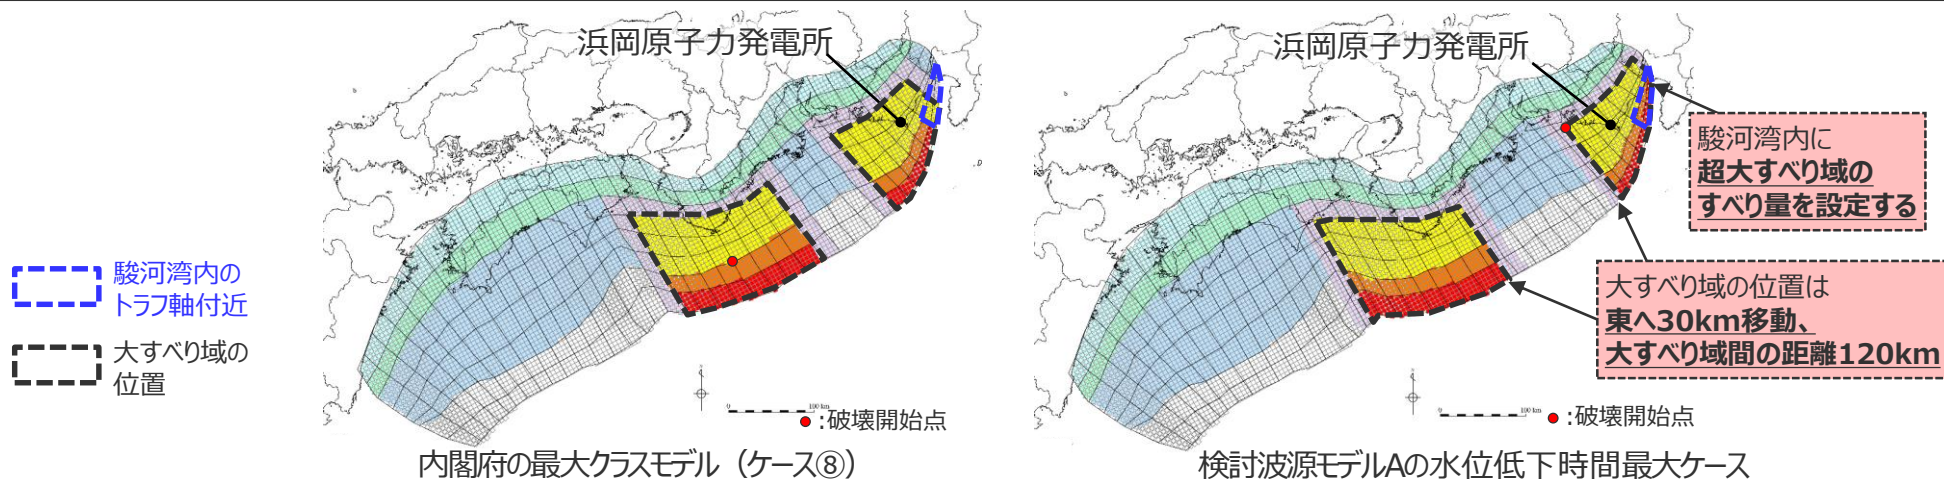 浜岡原子力発電所
駿河湾内の
トラフ軸付近
大すべり域の
位置
0 100 km
:破壊開始点
内閣府の最大クラスモデル（ケース⑧）
浜岡原子力発電所
駿河湾内に
超大すべり域の
すべり量を設定する
大すべり域の位置は
東へ30km移動、
大すべり域間の距離120km
0 100 km
:破壊開始点
検討波源モデルAの水位低下時間最大ケース